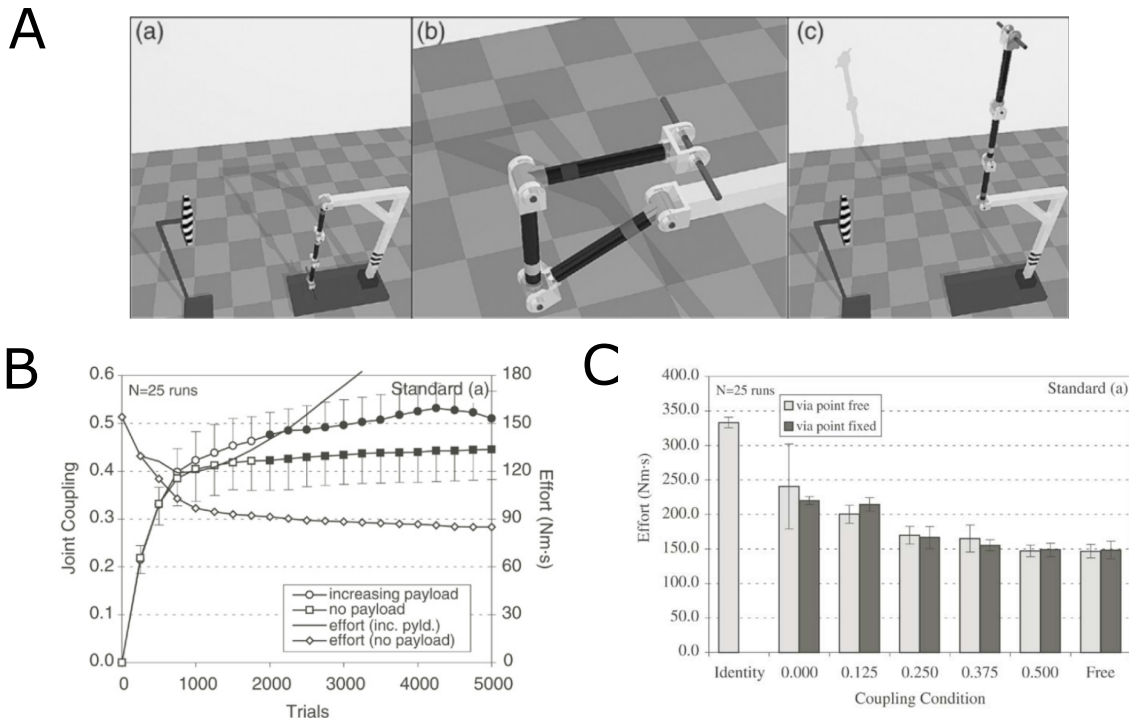 A
(a)
(b)
(c)
B
N=25 runs
Standard (a)
Joint Coupling
0.6
0.5
0.4
0.3
0.2
0.1
0.0
180
150
120
90
60
30
0
Effort (Nm·s)
increasing payload
no payload
effort (inc. pyld.)
effort (no payload)
0 1000 2000 3000 4000 5000
Trials
C
N=25 runs
Standard (a)
via point free
via point fixed
Effort (Nm·s)
400.0
350.0
300.0
250.0
200.0
150.0
100.0
50.0
0.0
Identity 0.000 0.125 0.250 0.375 0.500 Free
Coupling Condition